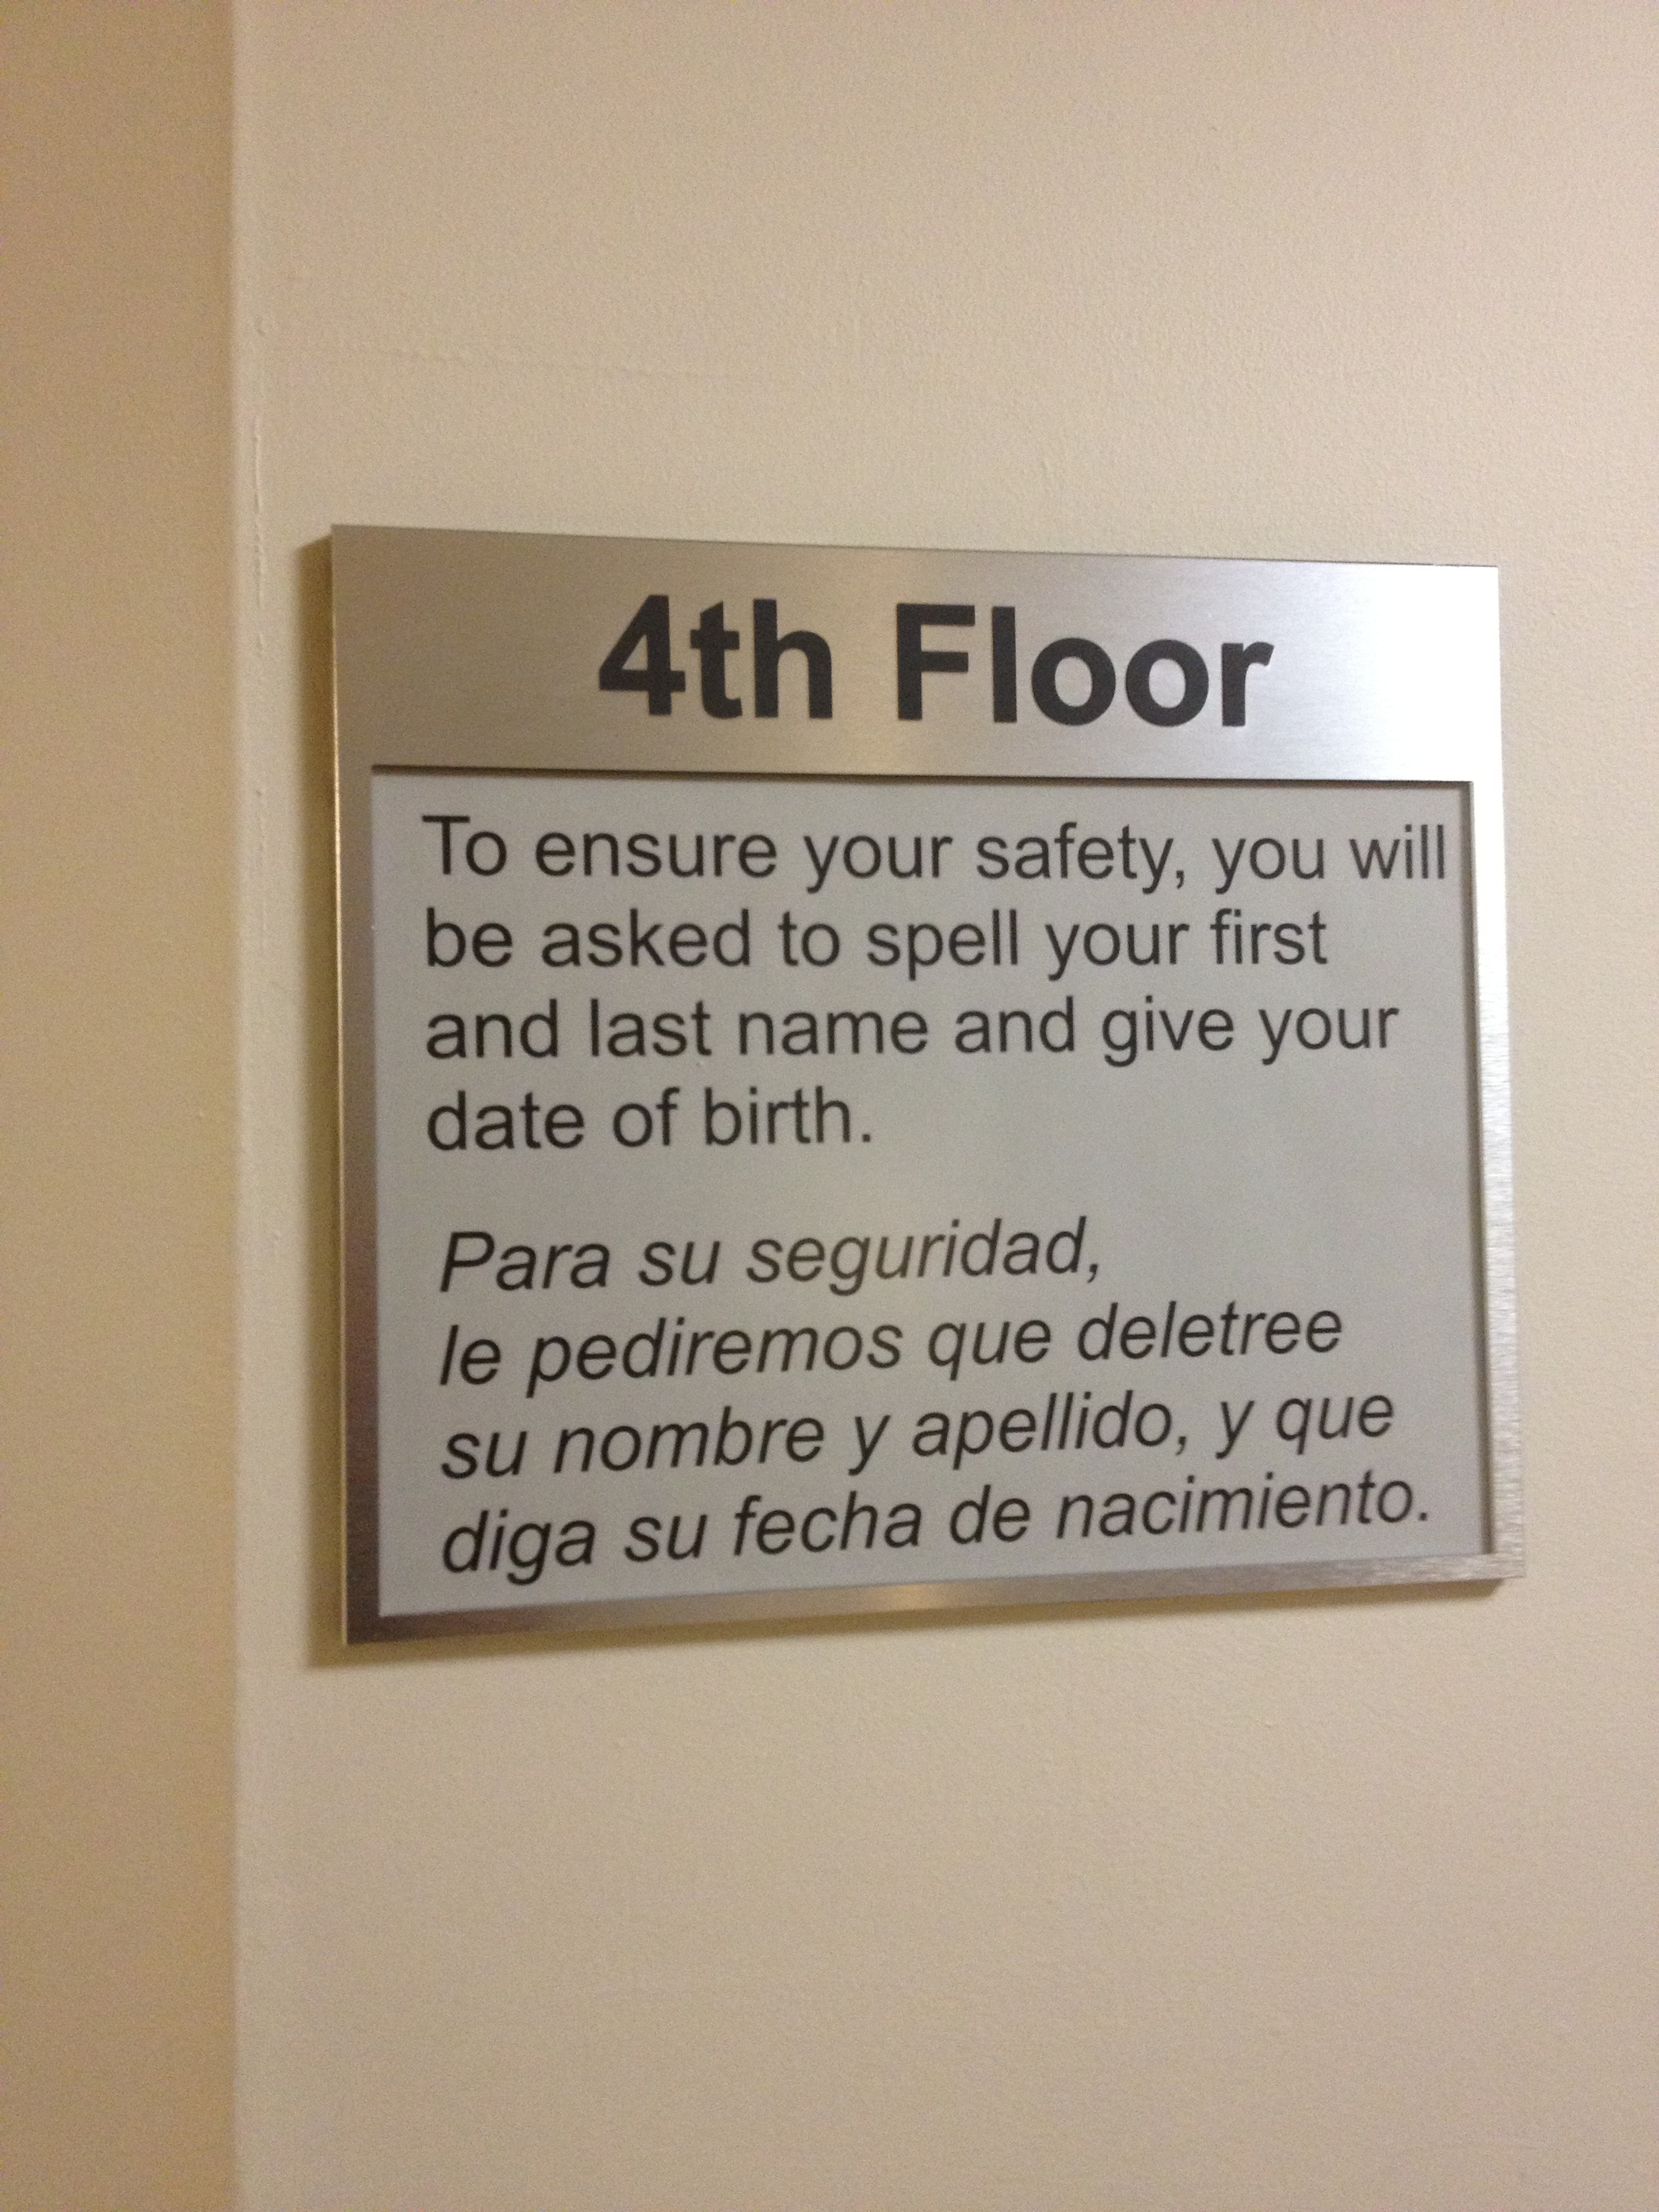 4th Floor
To ensure your safety, you will
be asked to spell your first
and last name and give your
date of birth.
Para su seguridad,
le pediremos que deletree
su nombre y apellido, y que
diga su fecha de nacimiento.